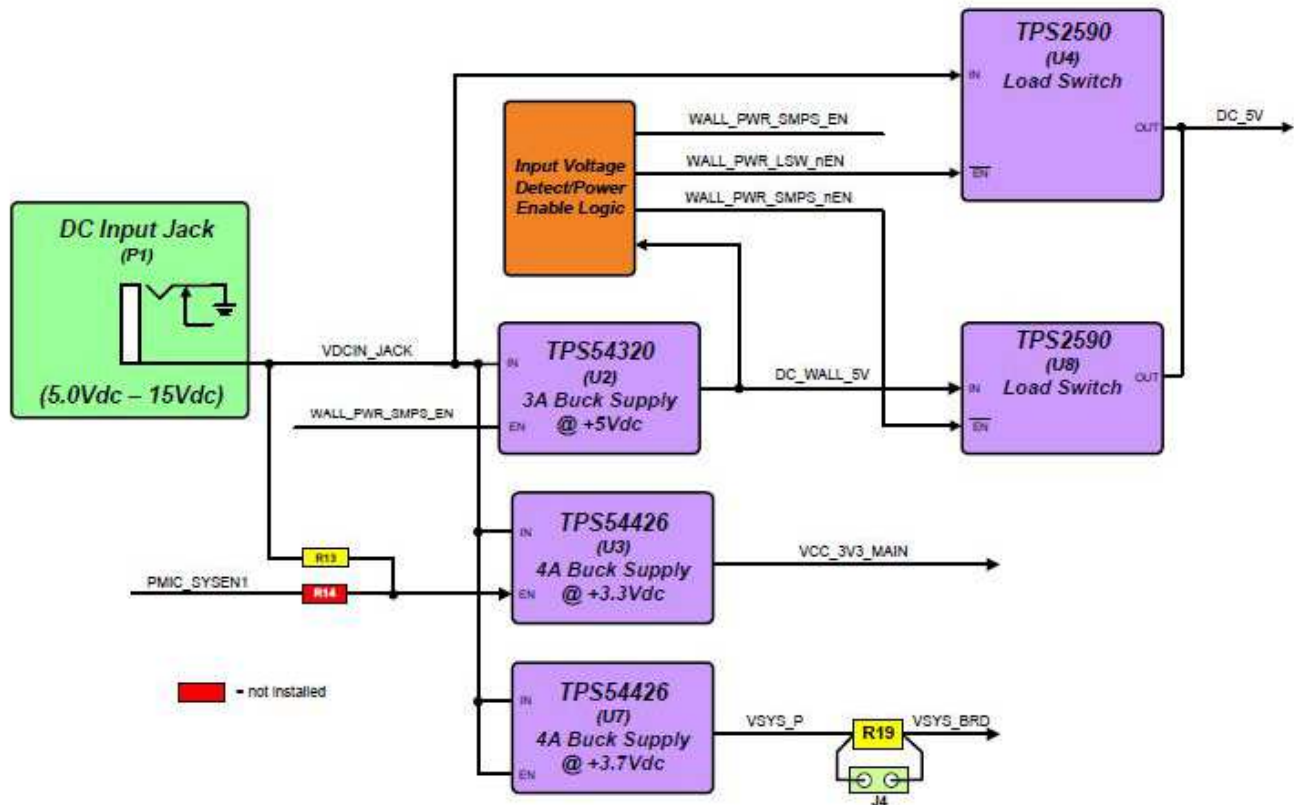 TPS2590
(U4)
Load Switch
IN
OUT
EN
DC_5V
WALL_PWR_SMPS_EN
WALL_PWR_LSW_nEN
WALL_PWR_SMPS_nEN
Input Voltage
Detect/Power
Enable Logic
DC Input Jack
(P1)
(5.0Vdc – 15Vdc)
VDCIN_JACK
WALL_PWR_SMPS_EN
TPS54320
(U2)
3A Buck Supply
@ +5Vdc
IN
EN
DC_WALL_5V
TPS2590
(U8)
Load Switch
IN
OUT
EN
TPS54426
(U3)
4A Buck Supply
@ +3.3Vdc
IN
EN
VCC_3V3_MAIN
R13
PMIC_SYSEN1
R14
= not installed
TPS54426
(U7)
4A Buck Supply
@ +3.7Vdc
IN
EN
VSYS_P
R19
VSYS_BRD
J4